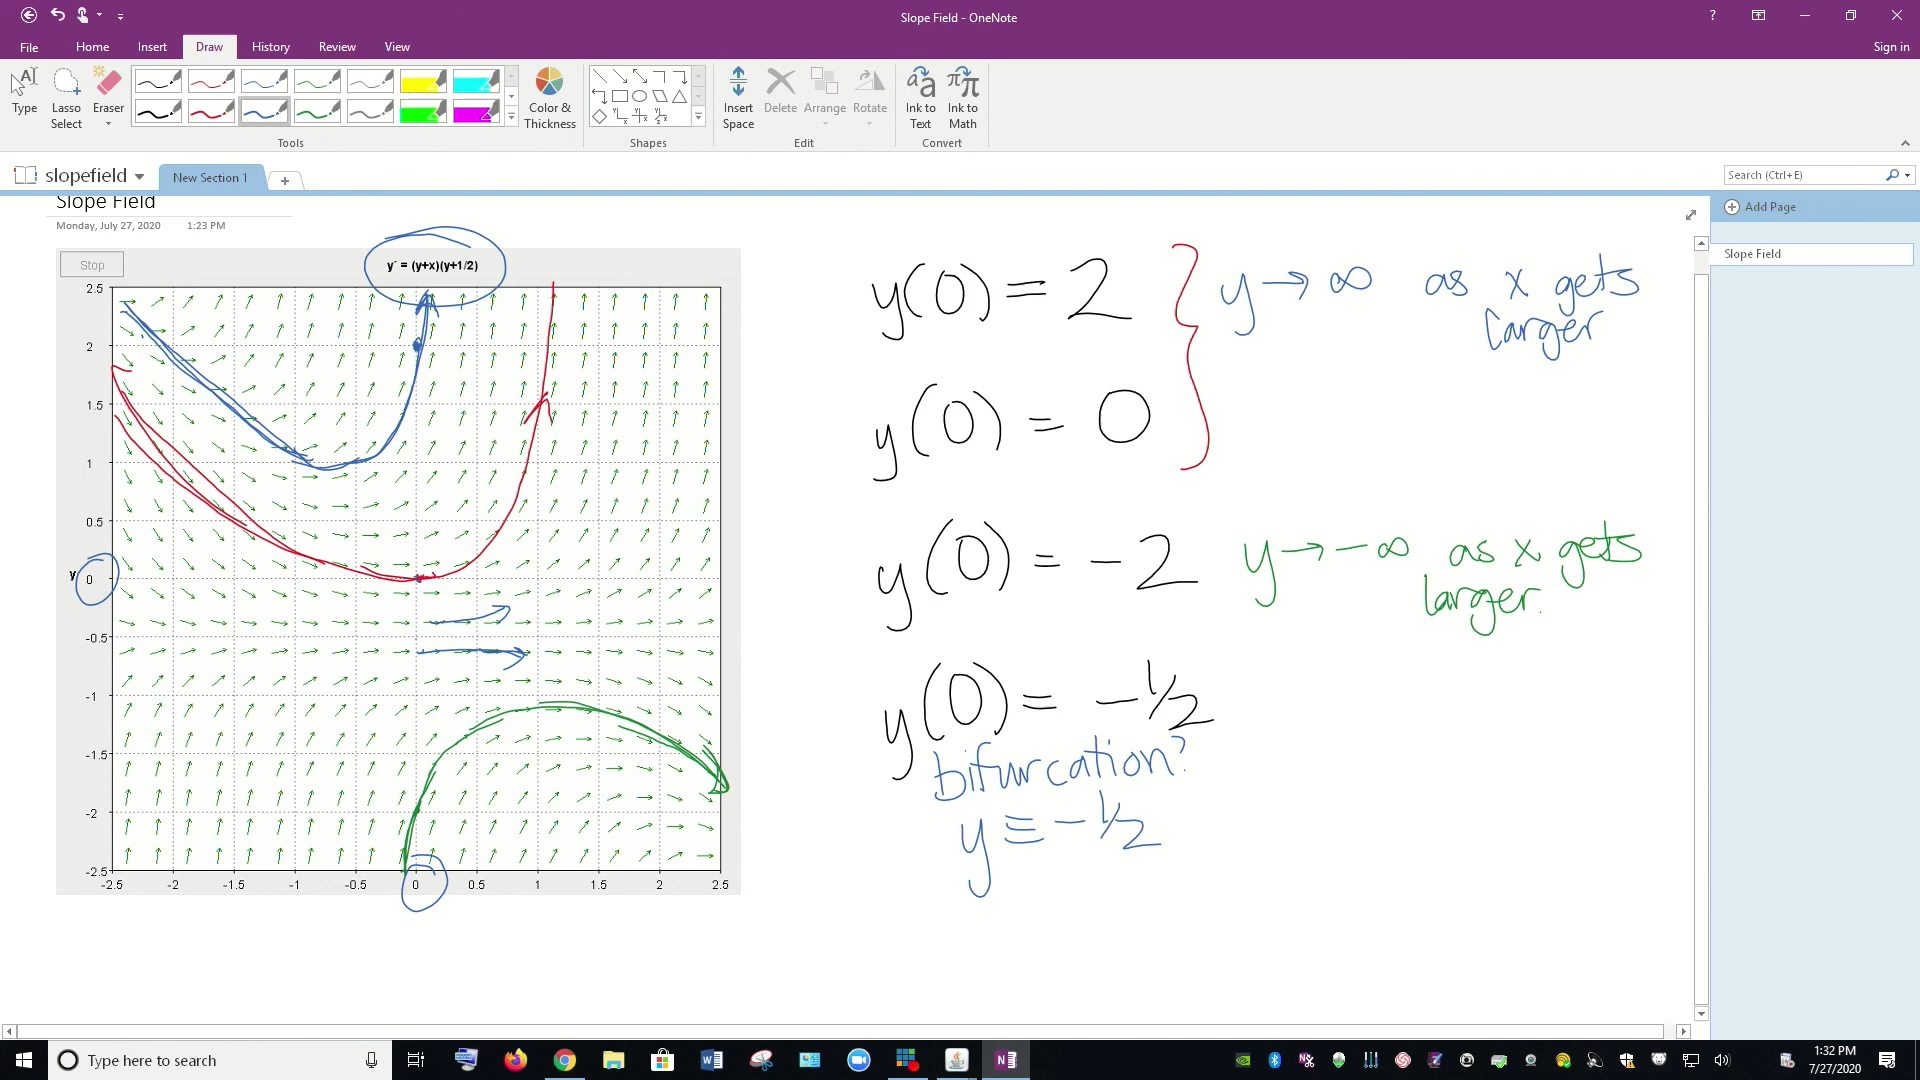 Slope Field - OneNote
File Home Insert Draw History Review View Sign in
Type Lasso Select Eraser Color & Thickness Insert Space Delete Arrange Rotate Ink to Text Ink to Math
Tools Shapes Edit Convert
slopefield New Section 1 Search (Ctrl+E)
Slope Field
Monday, July 27, 2020 1:23 PM
Add Page
Slope Field
Stop
y´ = (y+x)(y+1/2)
2.5
2
1.5
1
0.5
y 0
-0.5
-1
-1.5
-2
-2.5
-2.5 -2 -1.5 -1 -0.5 0 0.5 1 1.5 2 2.5
y(0) = 2 } y → ∞ as x gets
larger
y(0) = 0
y(0) = -2 y → -∞ as x gets
larger.
y(0) = -1/2
bifurcation?
y ≡ -1/2
Type here to search
1:32 PM
7/27/2020